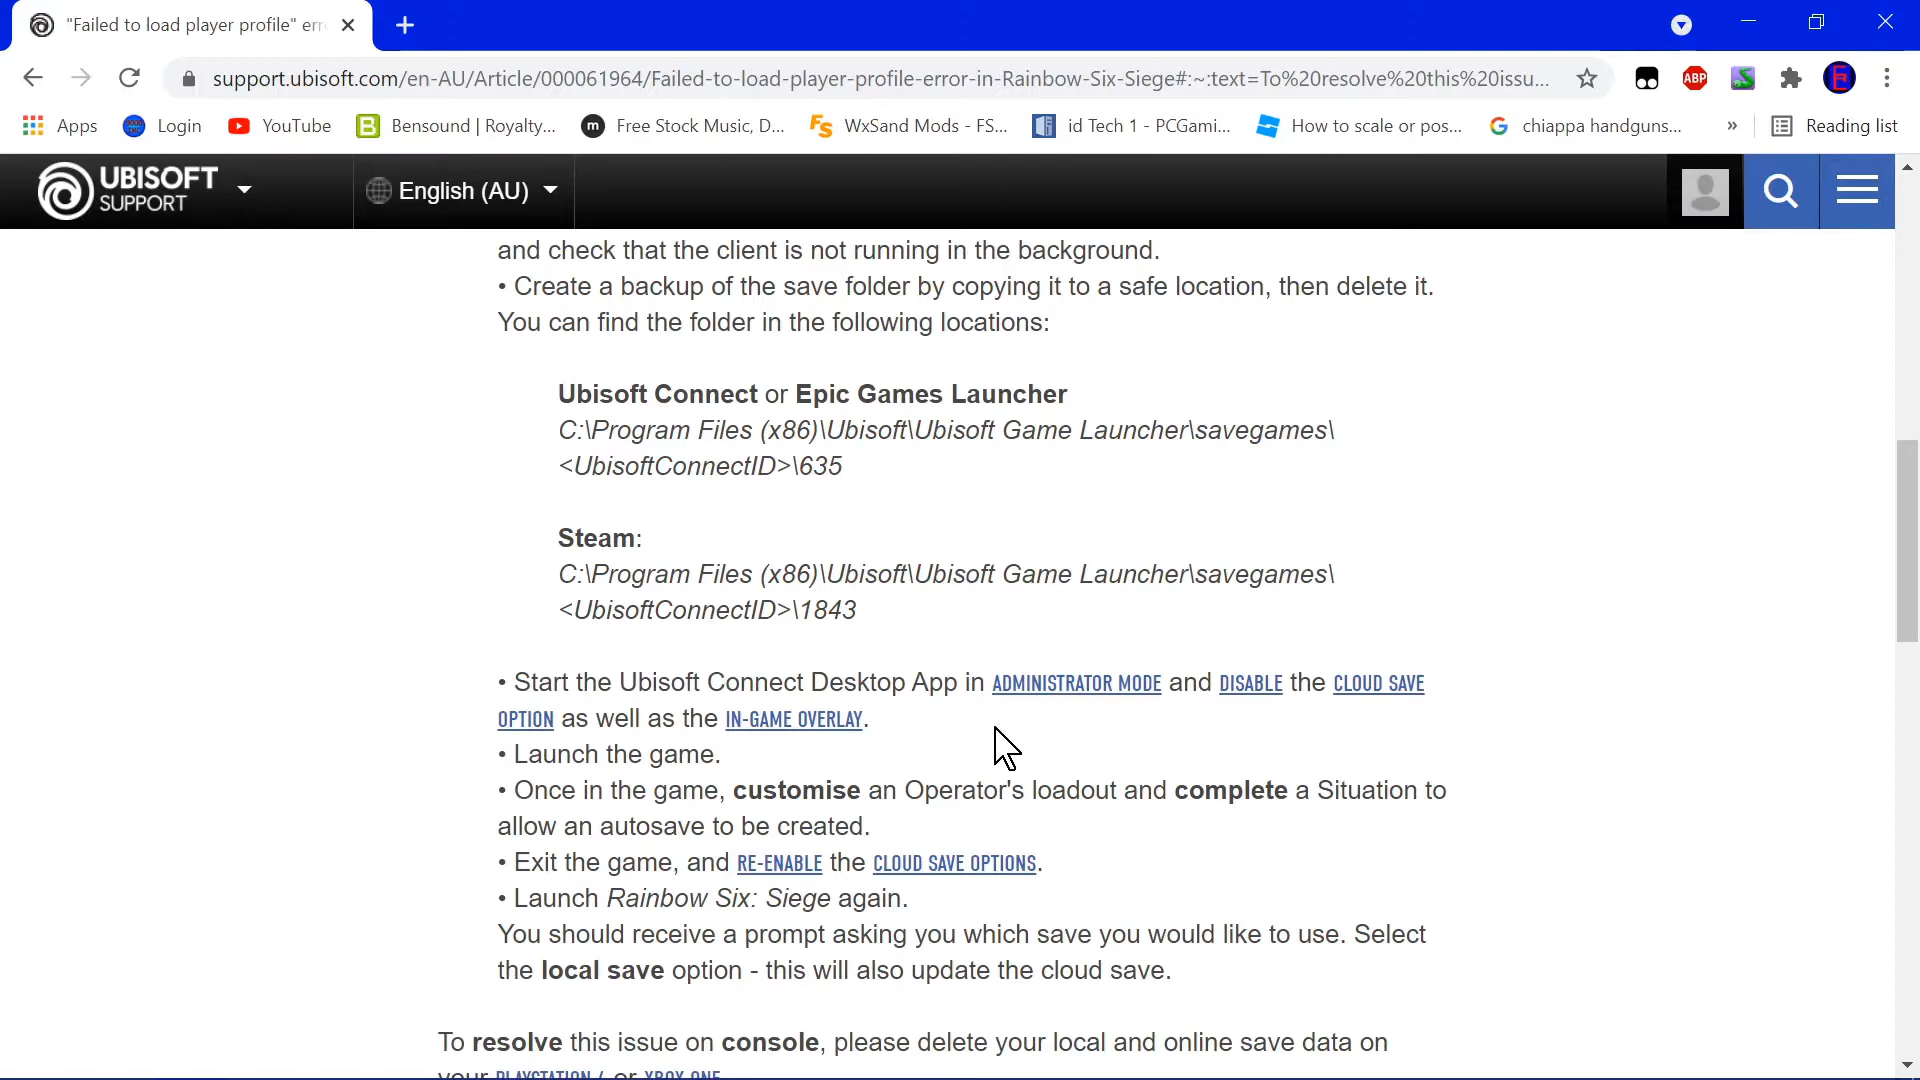 "Failed to load player profile" err
support.ubisoft.com/en-AU/Article/000061964/Failed-to-load-player-profile-error-in-Rainbow-Six-Siege#:~:text=To%20resolve%20this%20issu...
ABP
Apps Login YouTube Bensound | Royalty... Free Stock Music, D... WxSand Mods - FS... id Tech 1 - PCGami... How to scale or pos... chiappa handguns... » Reading list
UBISOFT
SUPPORT
English (AU)
and check that the client is not running in the background.
• Create a backup of the save folder by copying it to a safe location, then delete it.
You can find the folder in the following locations:
Ubisoft Connect or Epic Games Launcher
C:\Program Files (x86)\Ubisoft\Ubisoft Game Launcher\savegames\
<UbisoftConnectID>\635
Steam:
C:\Program Files (x86)\Ubisoft\Ubisoft Game Launcher\savegames\
<UbisoftConnectID>\1843
• Start the Ubisoft Connect Desktop App in ADMINISTRATOR MODE and DISABLE the CLOUD SAVE
OPTION as well as the IN-GAME OVERLAY.
• Launch the game.
• Once in the game, customise an Operator's loadout and complete a Situation to
allow an autosave to be created.
• Exit the game, and RE-ENABLE the CLOUD SAVE OPTIONS.
• Launch Rainbow Six: Siege again.
You should receive a prompt asking you which save you would like to use. Select
the local save option - this will also update the cloud save.
To resolve this issue on console, please delete your local and online save data on
your PLAYSTATION 4 or XBOX ONE